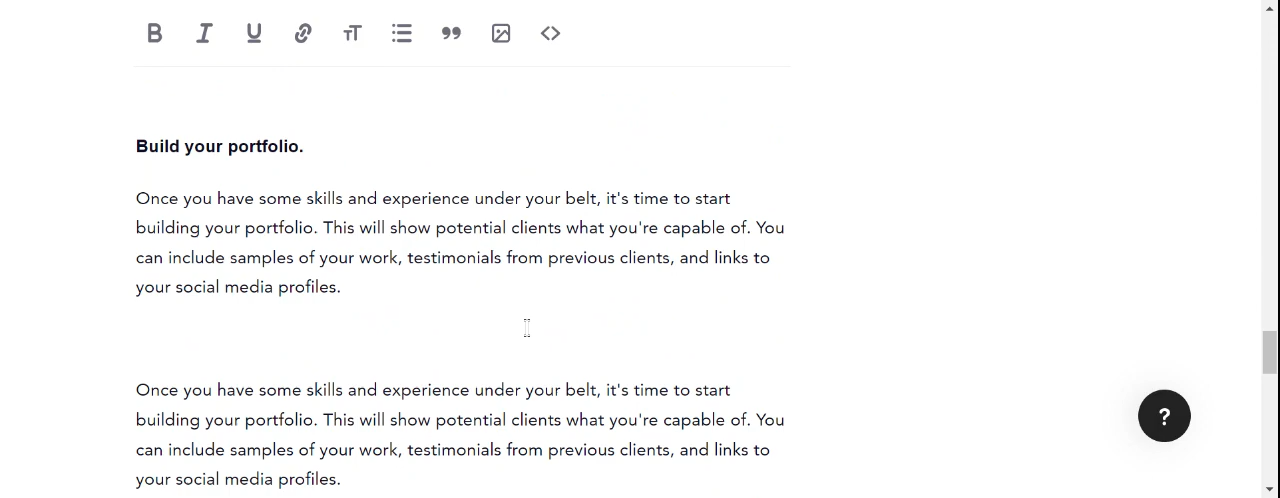 B I U TT ❞ <>
Build your portfolio.
Once you have some skills and experience under your belt, it's time to start
building your portfolio. This will show potential clients what you're capable of. You
can include samples of your work, testimonials from previous clients, and links to
your social media profiles.
Once you have some skills and experience under your belt, it's time to start
building your portfolio. This will show potential clients what you're capable of. You
can include samples of your work, testimonials from previous clients, and links to
your social media profiles.
?